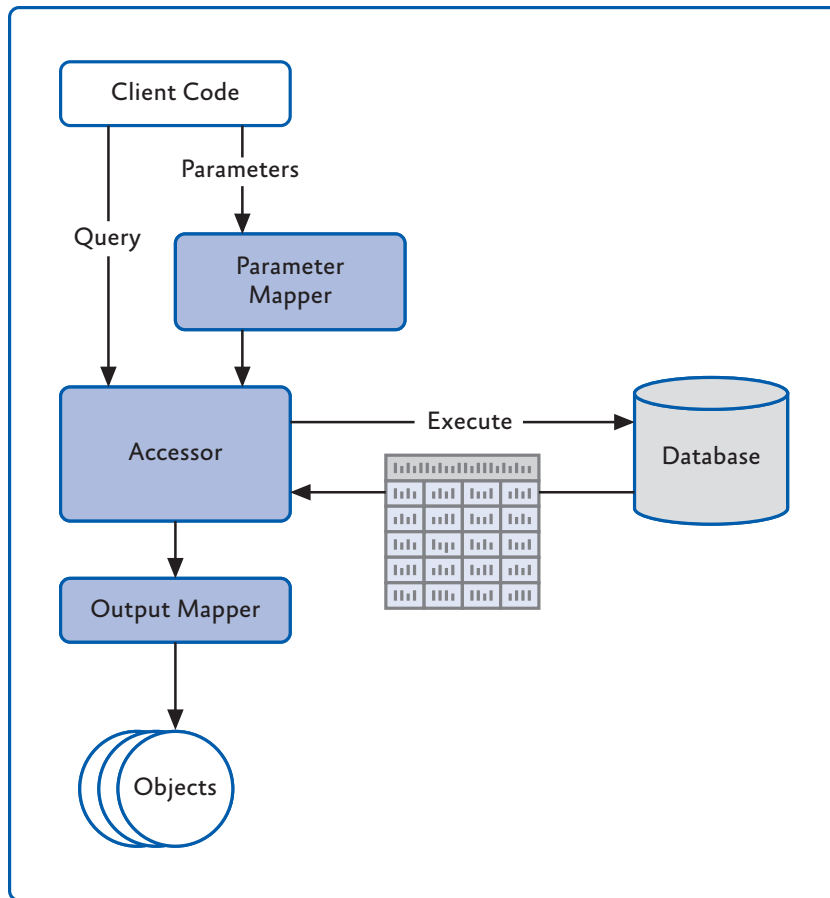 Client Code
Parameters
Query
Parameter
Mapper
Accessor
Execute
Database
Output Mapper
Objects